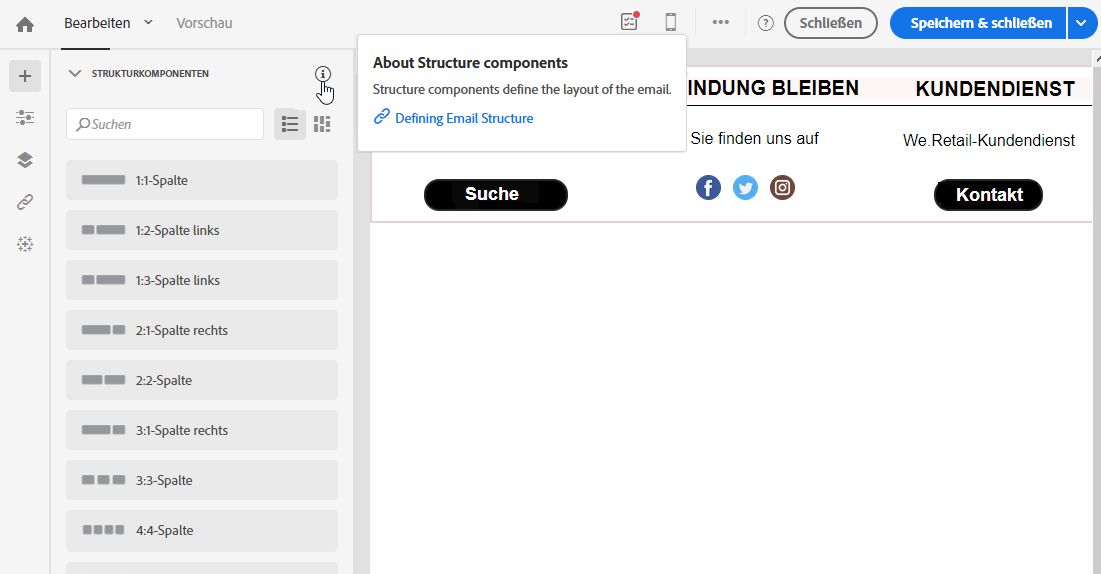 Bearbeiten
Vorschau
Schließen
Speichern & schließen
STRUKTURKOMPONENTEN
Suchen
1:1-Spalte
1:2-Spalte links
1:3-Spalte links
2:1-Spalte rechts
2:2-Spalte
3:1-Spalte rechts
3:3-Spalte
4:4-Spalte
About Structure components
Structure components define the layout of the email.
Defining Email Structure
INDUNG BLEIBEN
KUNDENDIENST
Sie finden uns auf
We.Retail-Kundendienst
Suche
Kontakt